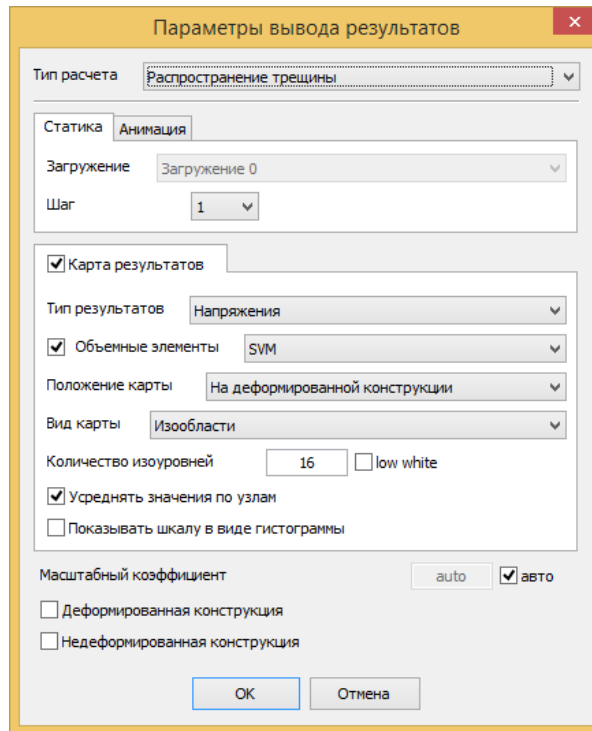 Параметры вывода результатов
Тип расчета Распространение трещины
Статика Анимация
Загружение Загружение 0
Шаг 1
Карта результатов
Тип результатов Напряжения
Объемные элементы SVM
Положение карты На деформированной конструкции
Вид карты Изообласти
Количество изоуровней 16 low white
Усреднять значения по узлам
Показывать шкалу в виде гистограммы
Масштабный коэффициент auto авто
Деформированная конструкция
Недеформированная конструкция
OK Отмена